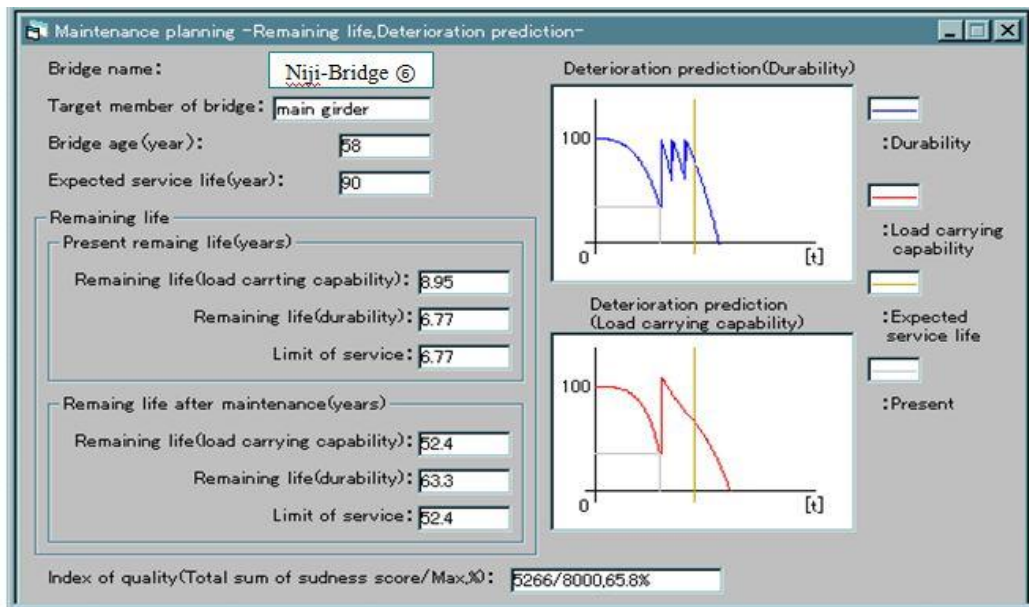 Maintenance planning -Remaining life,Deterioration prediction-
Bridge name: Niji-Bridge ⑥
Target member of bridge: main girder
Bridge age(year): 58
Expected service life(year): 90
Remaining life
Present remaing life(years)
Remaining life(load carrting capability): 8.95
Remaining life(durability): 6.77
Limit of service: 6.77
Remaing life after maintenance(years)
Remaining life(load carrying capability): 52.4
Remaining life(durability): 63.3
Limit of service: 52.4
Index of quality(Total sum of sudness score/Max,%): 5266/8000,65.8%
Deterioration prediction(Durability)
100
0
[t]
Deterioration prediction
(Load carrying capability)
100
0
[t]
:Durability
:Load carrying
capability
:Expected
service life
:Present